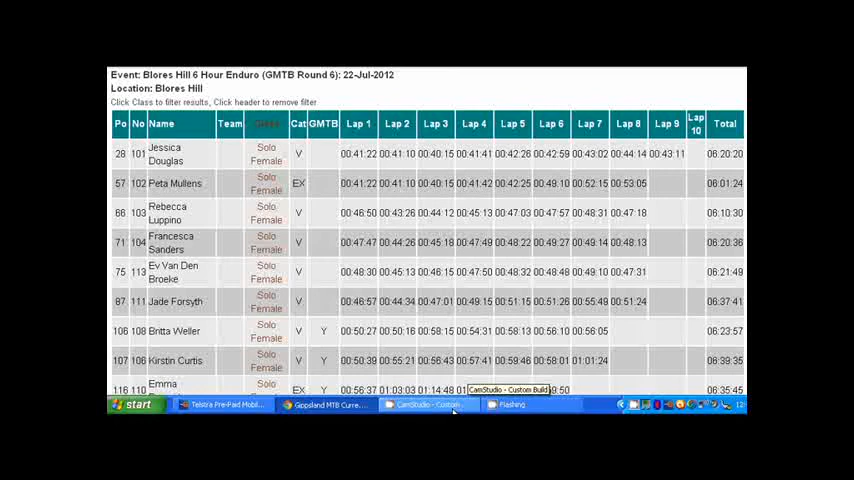 Event: Blores Hill 6 Hour Enduro (GMTB Round 6): 22-Jul-2012
Location: Blores Hill
Click Class to filter results, Click header to remove filter
Po No Name Team Class Cat GMTB Lap 1 Lap 2 Lap 3 Lap 4 Lap 5 Lap 6 Lap 7 Lap 8 Lap 9 Lap 10 Total
28 101 Jessica Douglas Solo Female V 00:41:22 00:41:10 00:40:15 00:41:41 00:42:26 00:42:59 00:43:02 00:44:14 00:43:11 06:20:20
57 102 Peta Mullens Solo Female EX 00:41:22 00:41:10 00:40:15 00:41:42 00:42:25 00:49:10 00:52:15 00:53:05 06:01:24
66 103 Rebecca Luppino Solo Female V 00:46:50 00:43:26 00:44:12 00:45:13 00:47:03 00:47:57 00:48:31 00:47:18 06:10:30
71 104 Francesca Sanders Solo Female V 00:47:47 00:44:26 00:45:18 00:47:49 00:48:22 00:49:27 00:49:14 00:48:13 06:20:36
75 113 Ev Van Den Broeke Solo Female V 00:48:30 00:45:13 00:46:15 00:47:50 00:48:32 00:48:48 00:49:10 00:47:31 06:21:49
87 111 Jade Forsyth Solo Female V 00:46:57 00:44:34 00:47:01 00:49:15 00:51:15 00:51:26 00:55:49 00:51:24 06:37:41
106 108 Britta Weller Solo Female V Y 00:50:27 00:50:16 00:58:15 00:54:31 00:58:13 00:56:10 00:56:05 06:23:57
107 106 Kirstin Curtis Solo Female V Y 00:50:39 00:55:21 00:56:43 00:57:41 00:59:46 00:58:01 01:01:24 06:39:35
116 110 Emma Solo Female EX Y 00:56:37 01:03:03 01:14:48 06:35:45
CamStudio - Custom Build
start Telstra Pre-Paid Mobil... Gippsland MTB Curre... CamStudio - Custom... Flashing